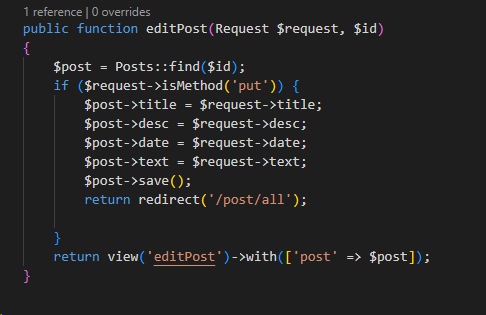 1 reference | 0 overrides
public function editPost(Request $request, $id)
{
    $post = Posts::find($id);
    if ($request->isMethod('put')) {
        $post->title = $request->title;
        $post->desc = $request->desc;
        $post->date = $request->date;
        $post->text = $request->text;
        $post->save();
        return redirect('/post/all');
    }
    return view('editPost')->with(['post' => $post]);
}